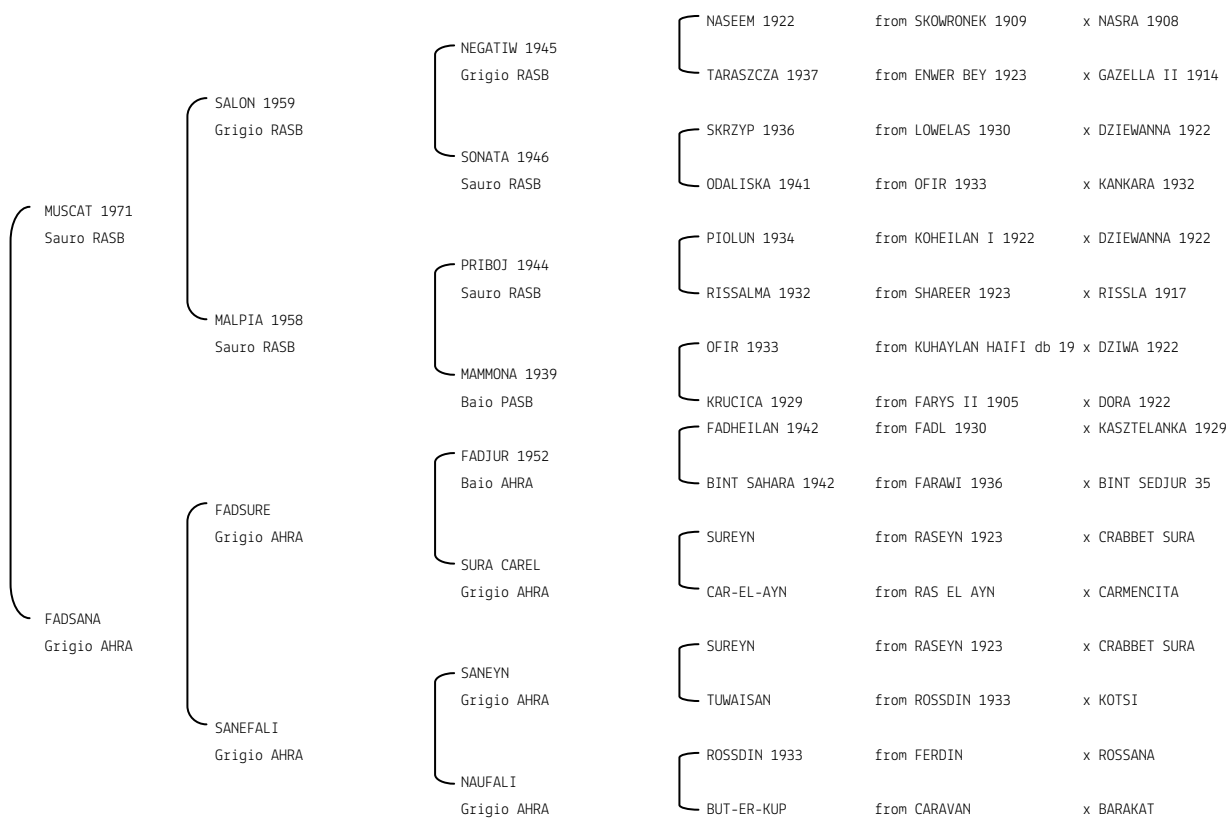 NASEEM 1922 from SKOWRONEK 1909 x NASRA 1908
NEGATIW 1945
Grigio RASB
TARASZCZA 1937 from ENWER BEY 1923 x GAZELLA II 1914
SALON 1959
Grigio RASB
SKRZYP 1936 from LOWELAS 1930 x DZIEWANNA 1922
SONATA 1946
Sauro RASB
ODALISKA 1941 from OFIR 1933 x KANKARA 1932
MUSCAT 1971
Sauro RASB
PIOLUN 1934 from KOHEILAN I 1922 x DZIEWANNA 1922
PRIBOJ 1944
Sauro RASB
RISSALMA 1932 from SHAREER 1923 x RISSLA 1917
MALPIA 1958
Sauro RASB
OFIR 1933 from KUHAYLAN HAIFI db 19 x DZIWA 1922
MAMMONA 1939
Baio PASB
KRUCICA 1929 from FARYS II 1905 x DORA 1922
FADHEILAN 1942 from FADL 1930 x KASZTELANKA 1929
FADJUR 1952
Baio AHRA
BINT SAHARA 1942 from FARAWI 1936 x BINT SEDJUR 35
FADSURE
Grigio AHRA
SUREYN from RASEYN 1923 x CRABBET SURA
SURA CAREL
Grigio AHRA
CAR-EL-AYN from RAS EL AYN x CARMENCITA
FADSANA
Grigio AHRA
SUREYN from RASEYN 1923 x CRABBET SURA
SANEYN
Grigio AHRA
TUWAISAN from ROSSDIN 1933 x KOTSI
SANEFALI
Grigio AHRA
ROSSDIN 1933 from FERDIN x ROSSANA
NAUFALI
Grigio AHRA
BUT-ER-KUP from CARAVAN x BARAKAT